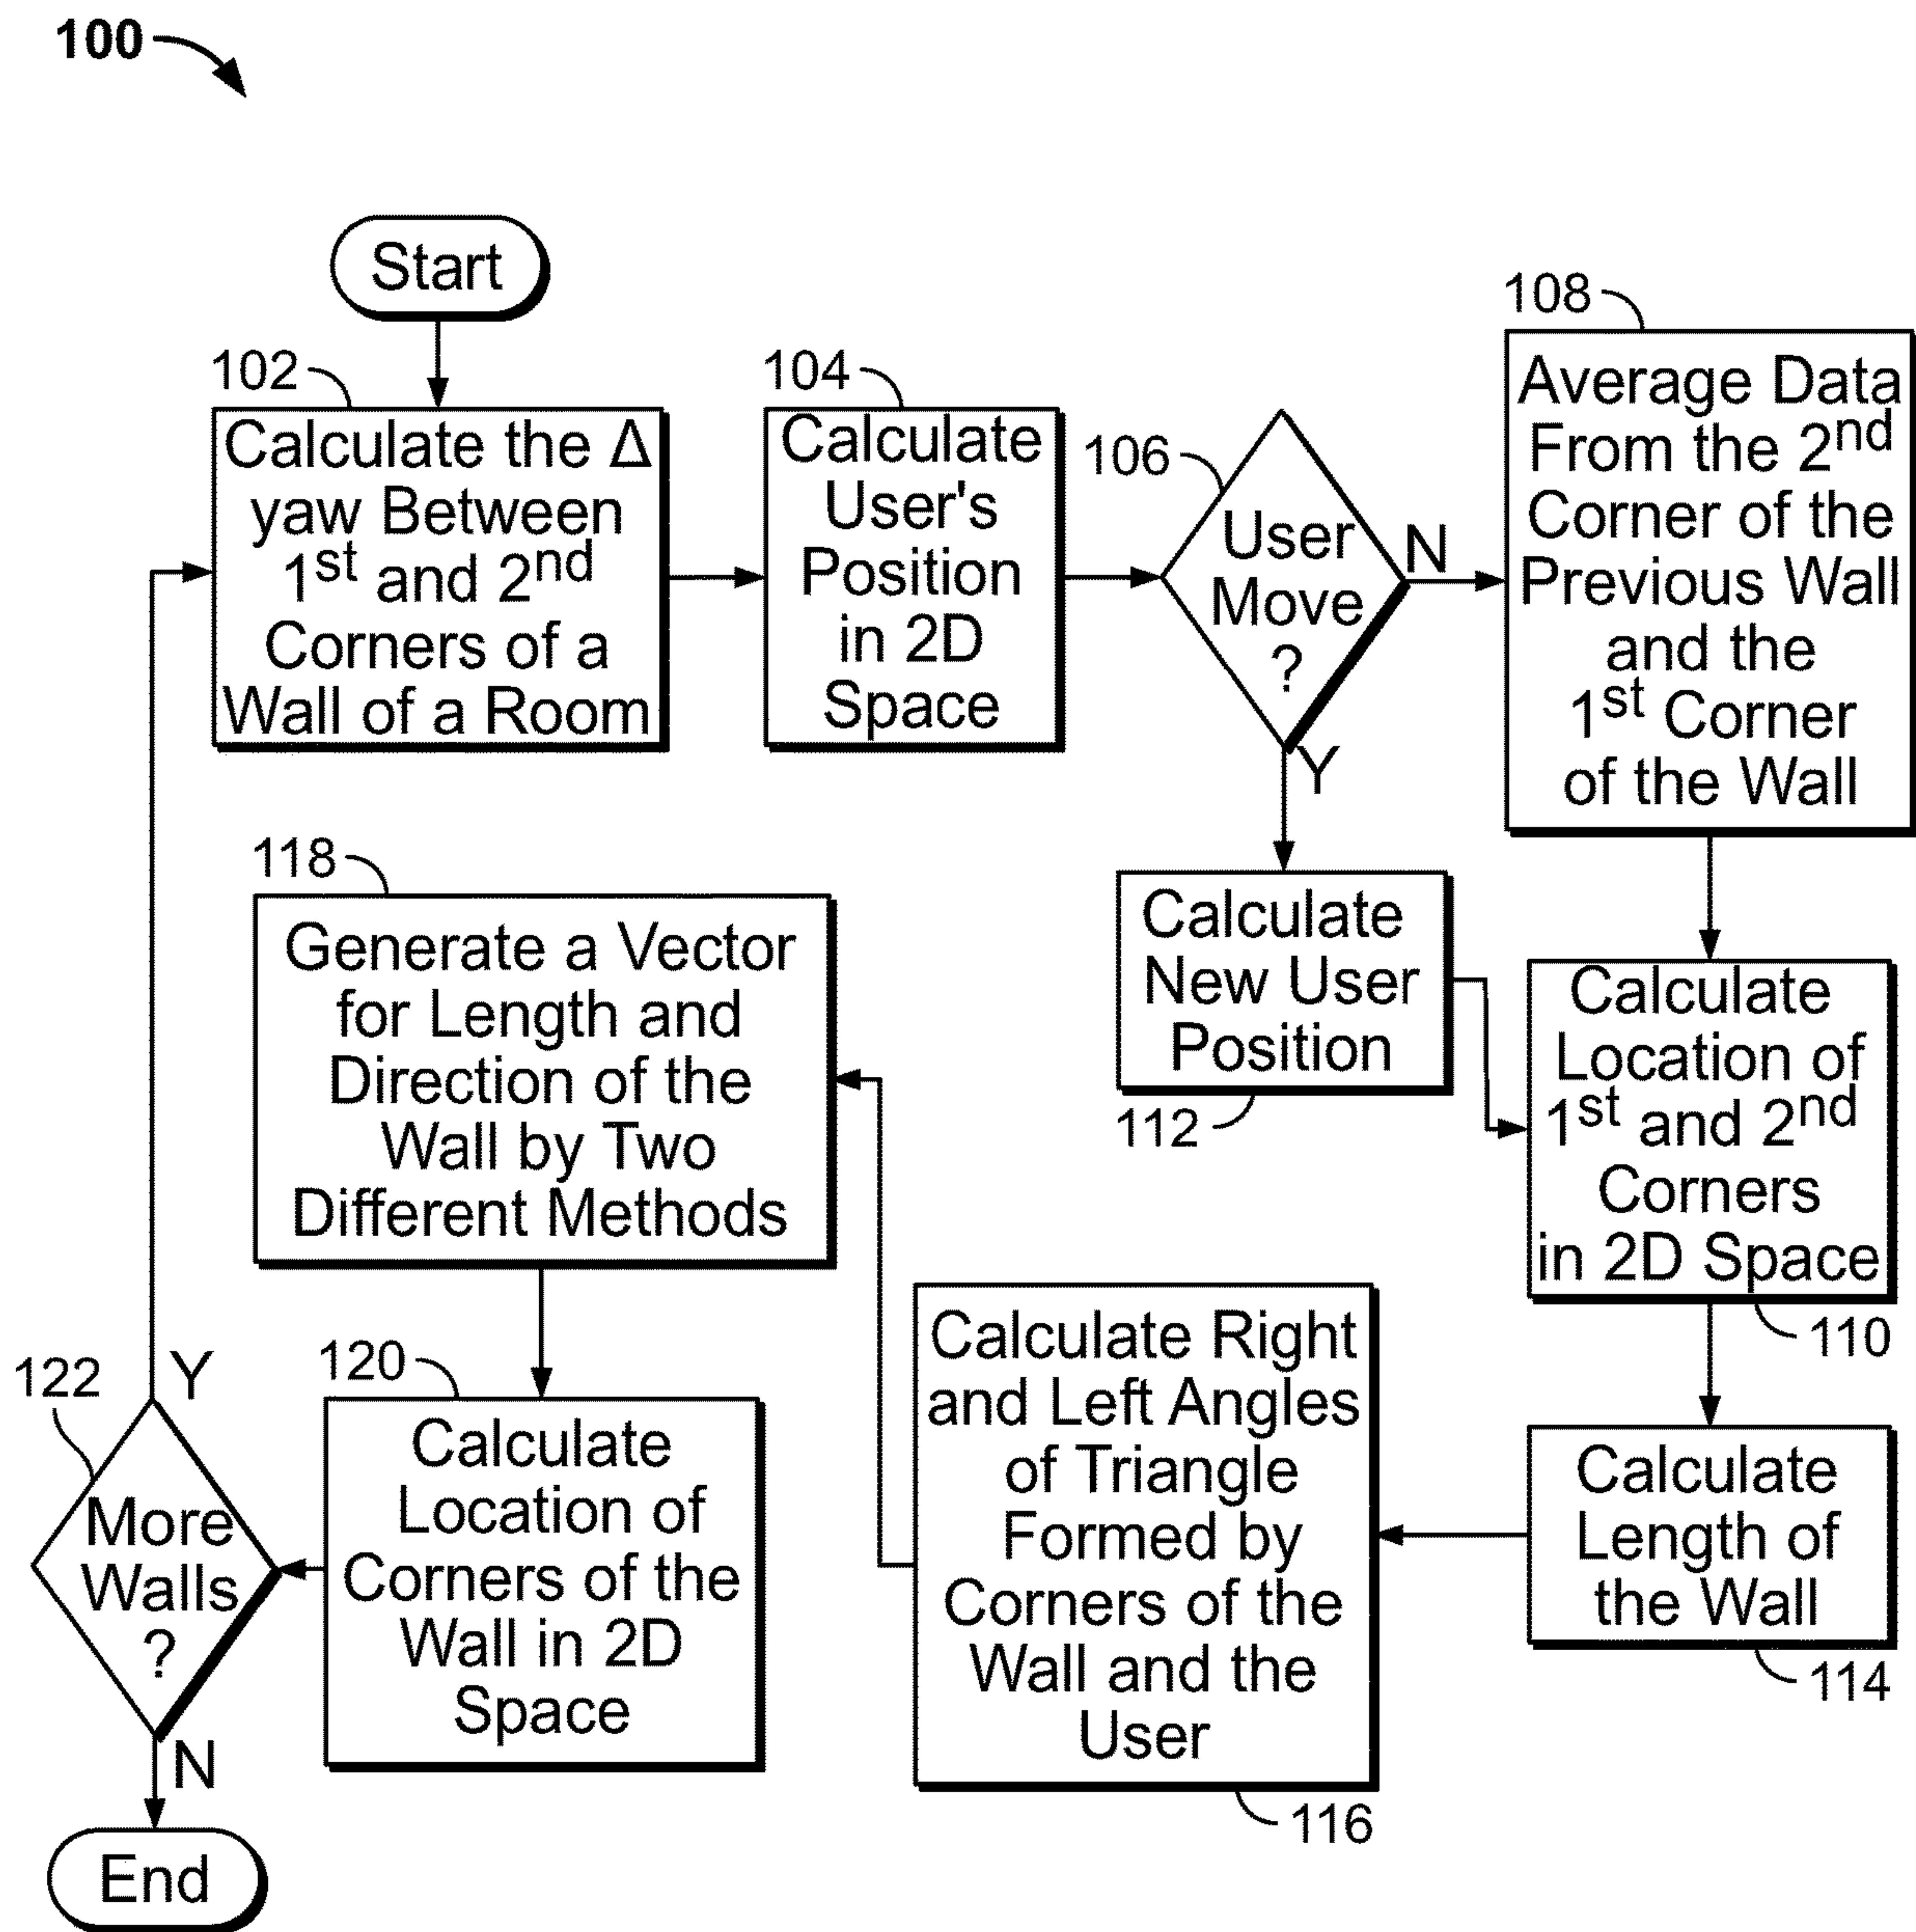 100
Start
102
Calculate the Δ
yaw Between
1st and 2nd
Corners of a
Wall of a Room
104
Calculate
User's
Position
in 2D
Space
106
User
Move
?
N
Y
108
Average Data
From the 2nd
Corner of the
Previous Wall
and the
1st Corner
of the Wall
112
Calculate
New User
Position
Calculate
Location of
1st and 2nd
Corners
in 2D Space
110
Calculate
Length of
the Wall
114
Calculate Right
and Left Angles
of Triangle
Formed by
Corners of the
Wall and the
User
116
118
Generate a Vector
for Length and
Direction of the
Wall by Two
Different Methods
120
Calculate
Location of
Corners of the
Wall in 2D
Space
122
Y
More
Walls
?
N
End